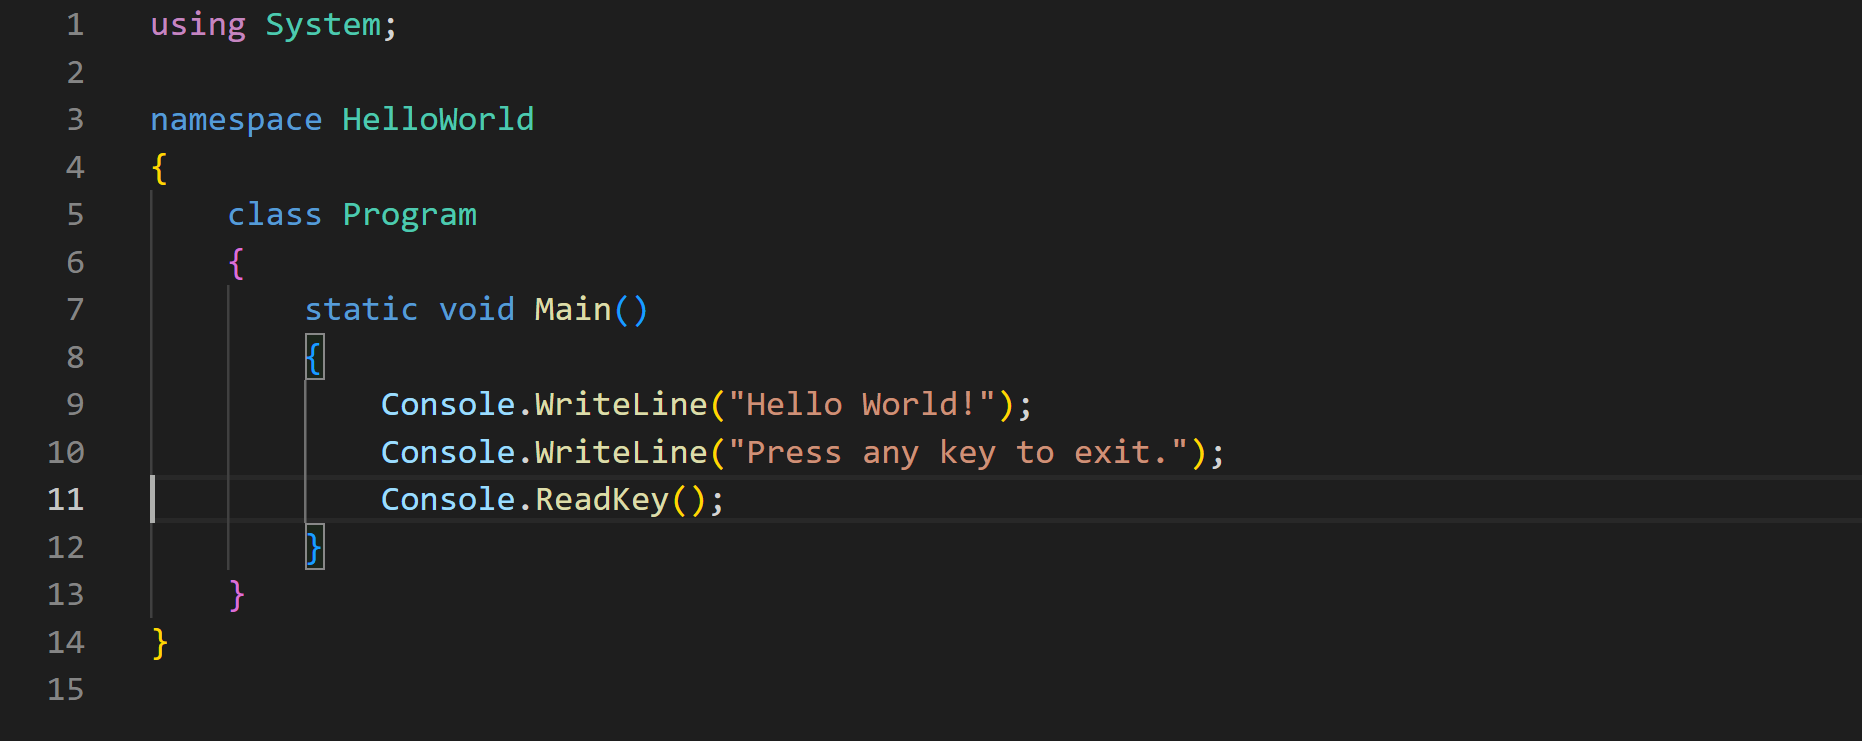 1 using System;
2
3 namespace HelloWorld
4 {
5     class Program
6     {
7         static void Main()
8         {
9             Console.WriteLine("Hello World!");
10             Console.WriteLine("Press any key to exit.");
11             Console.ReadKey();
12         }
13     }
14 }
15